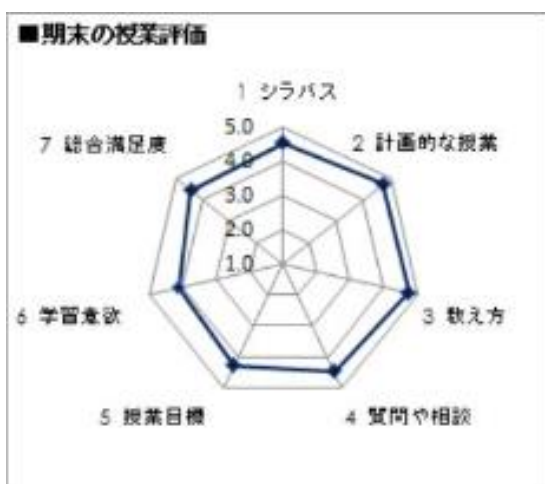 ■期末の授業評価
1 シラバス
2 計画的な授業
3 教え方
4 質問や相談
5 授業目標
6 学習意欲
7 総合満足度
5.0
4.0
3.0
2.0
1.0